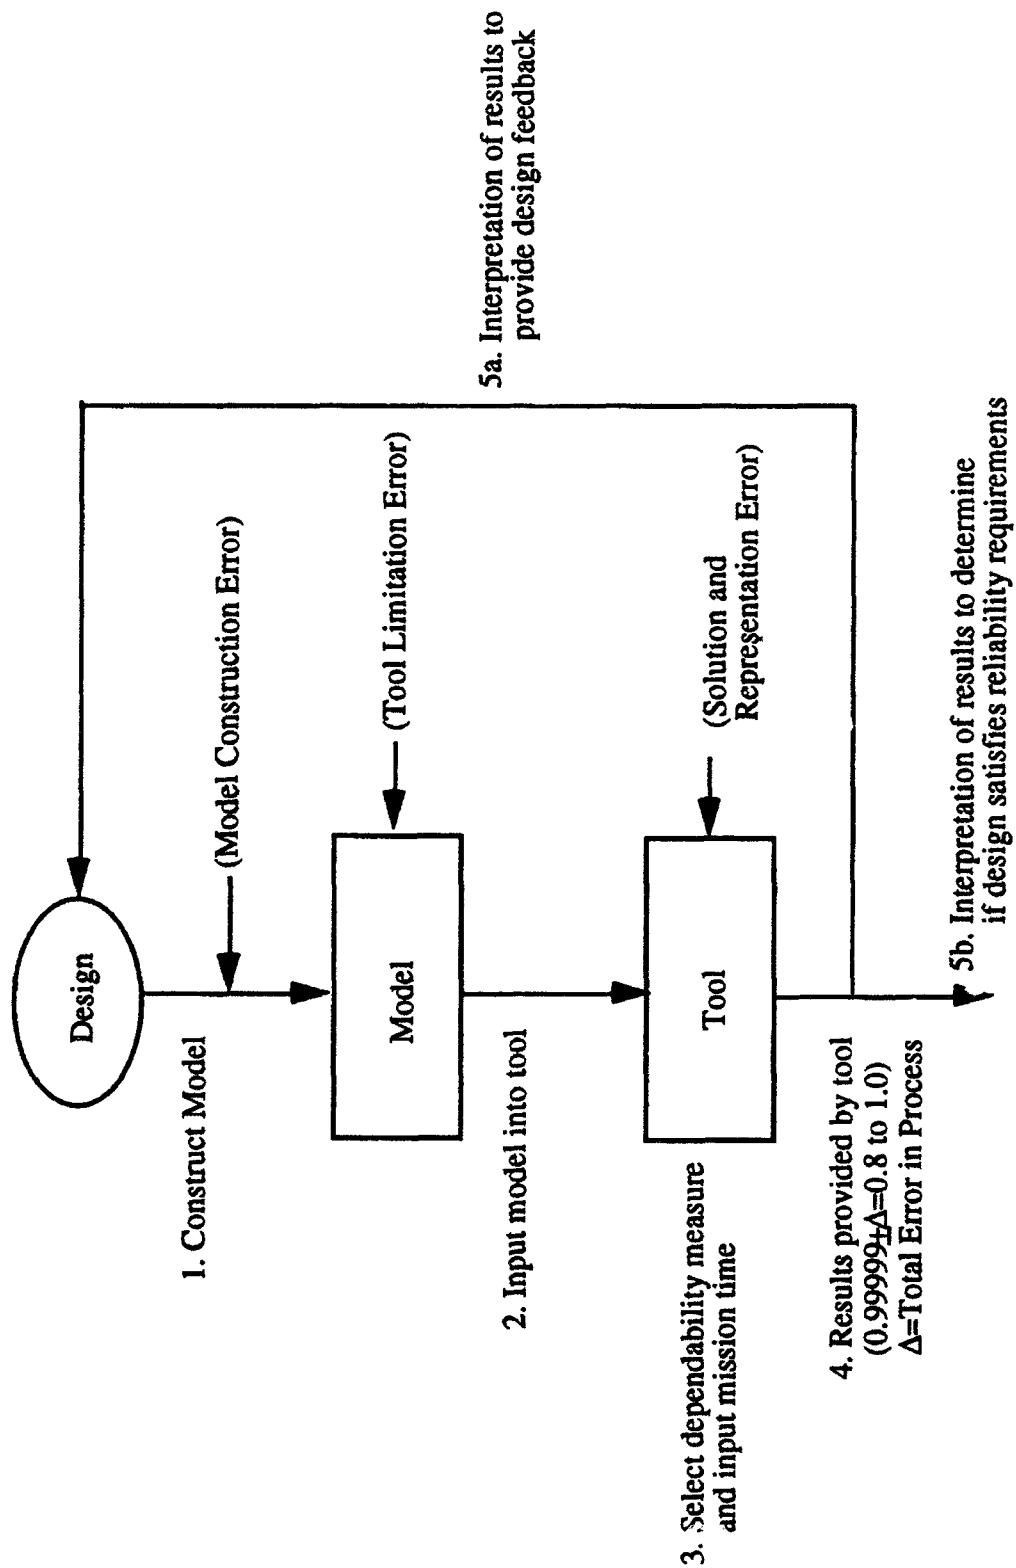 Design
1. Construct Model
(Model Construction Error)
Model
(Tool Limitation Error)
2. Input model into tool
Tool
(Solution and
Representation Error)
3. Select dependability measure
and input mission time
4. Results provided by tool
(0.99999±Δ=0.8 to 1.0)
Δ=Total Error in Process
5a. Interpretation of results to
provide design feedback
5b. Interpretation of results to determine
if design satisfies reliability requirements